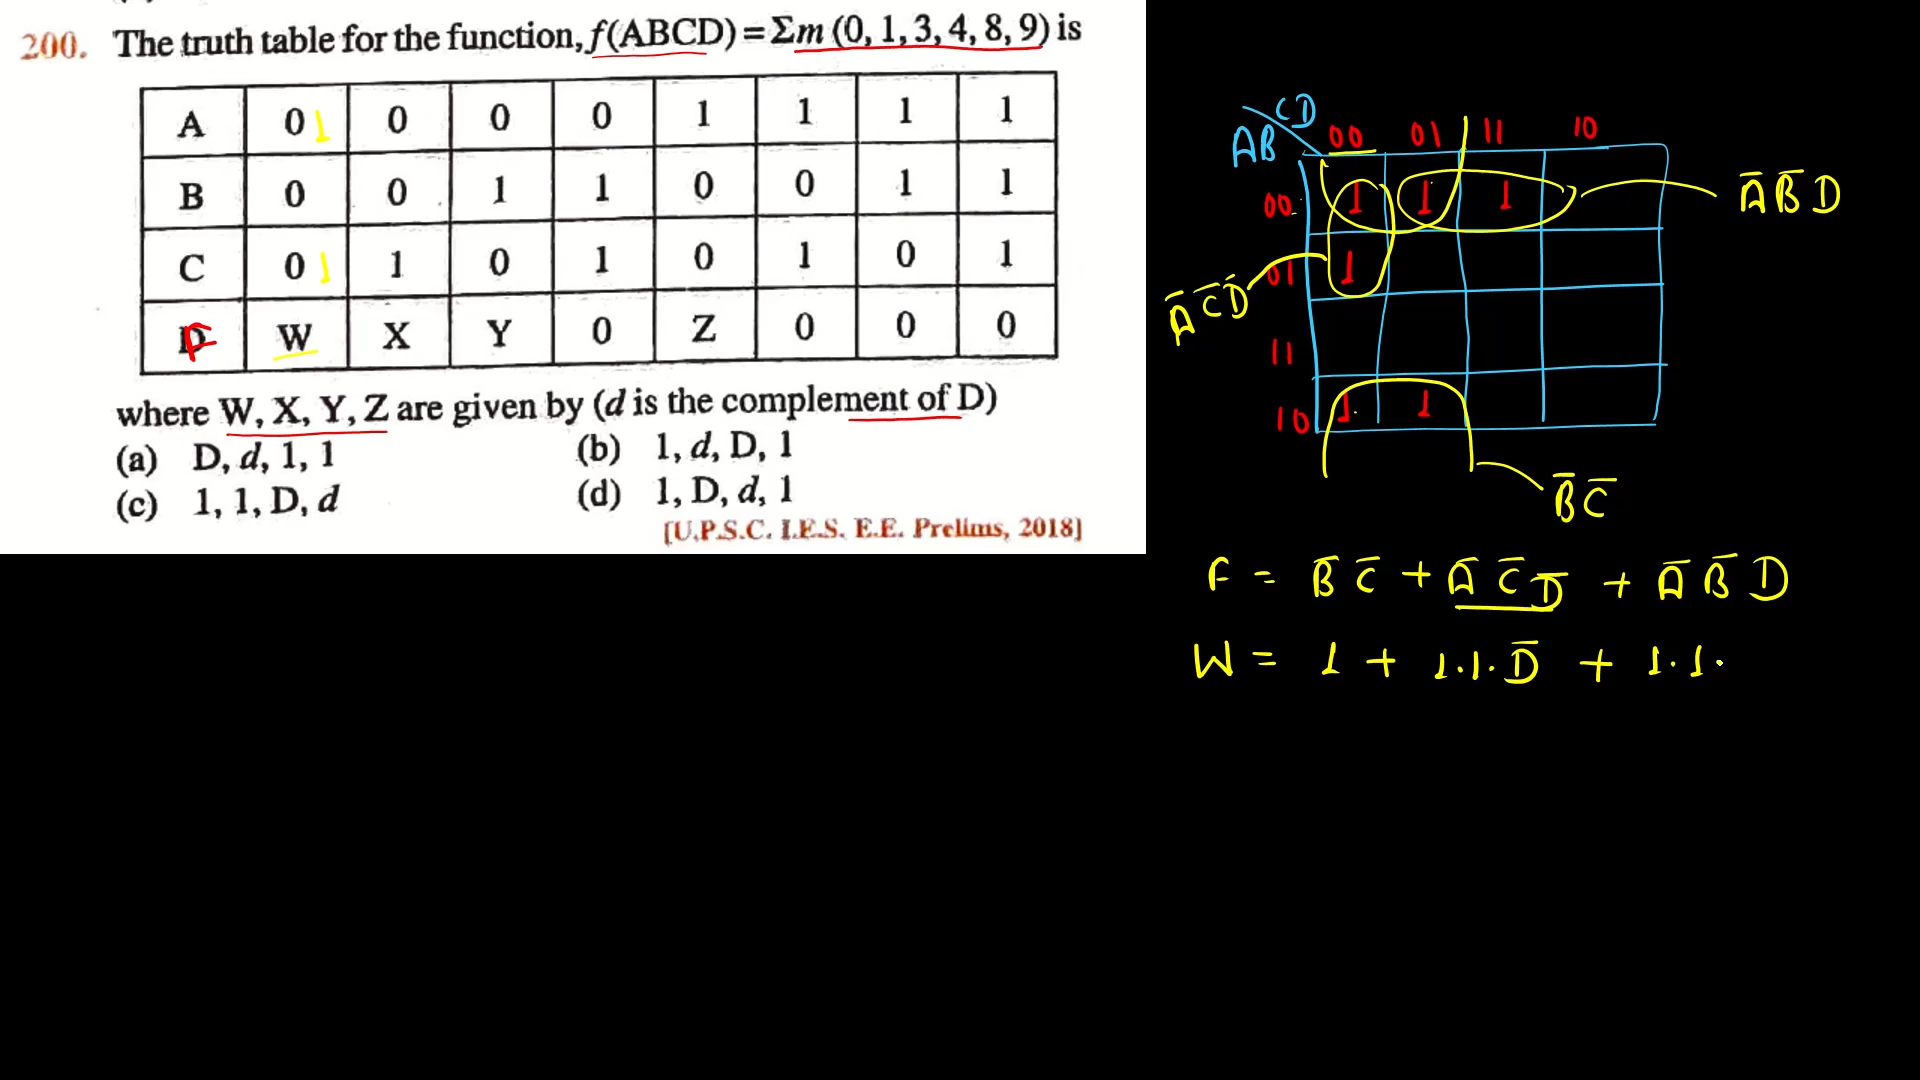 200. The truth table for the function, f(ABCD) = Σm (0, 1, 3, 4, 8, 9) is
A 0 1 0 0 0 1 1 1 1
B 0 0 1 1 0 0 1 1
C 0 1 1 0 1 0 1 0 1
F W X Y 0 Z 0 0 0
where W, X, Y, Z are given by (d is the complement of D)
(a) D, d, 1, 1 (b) 1, d, D, 1
(c) 1, 1, D, d (d) 1, D, d, 1
[U.P.S.C. I.E.S. E.E. Prelims, 2018]
CD
AB 00 01 11 10
00 1 1 1 A̅ B̅ D
01 1
A̅ C̅ D̅
11
10 1 1
B̅ C̅
F = B̅ C̅ + A̅ C̅ D̅ + A̅ B̅ D
W = 1 + 1.1.D̅ + 1.1.